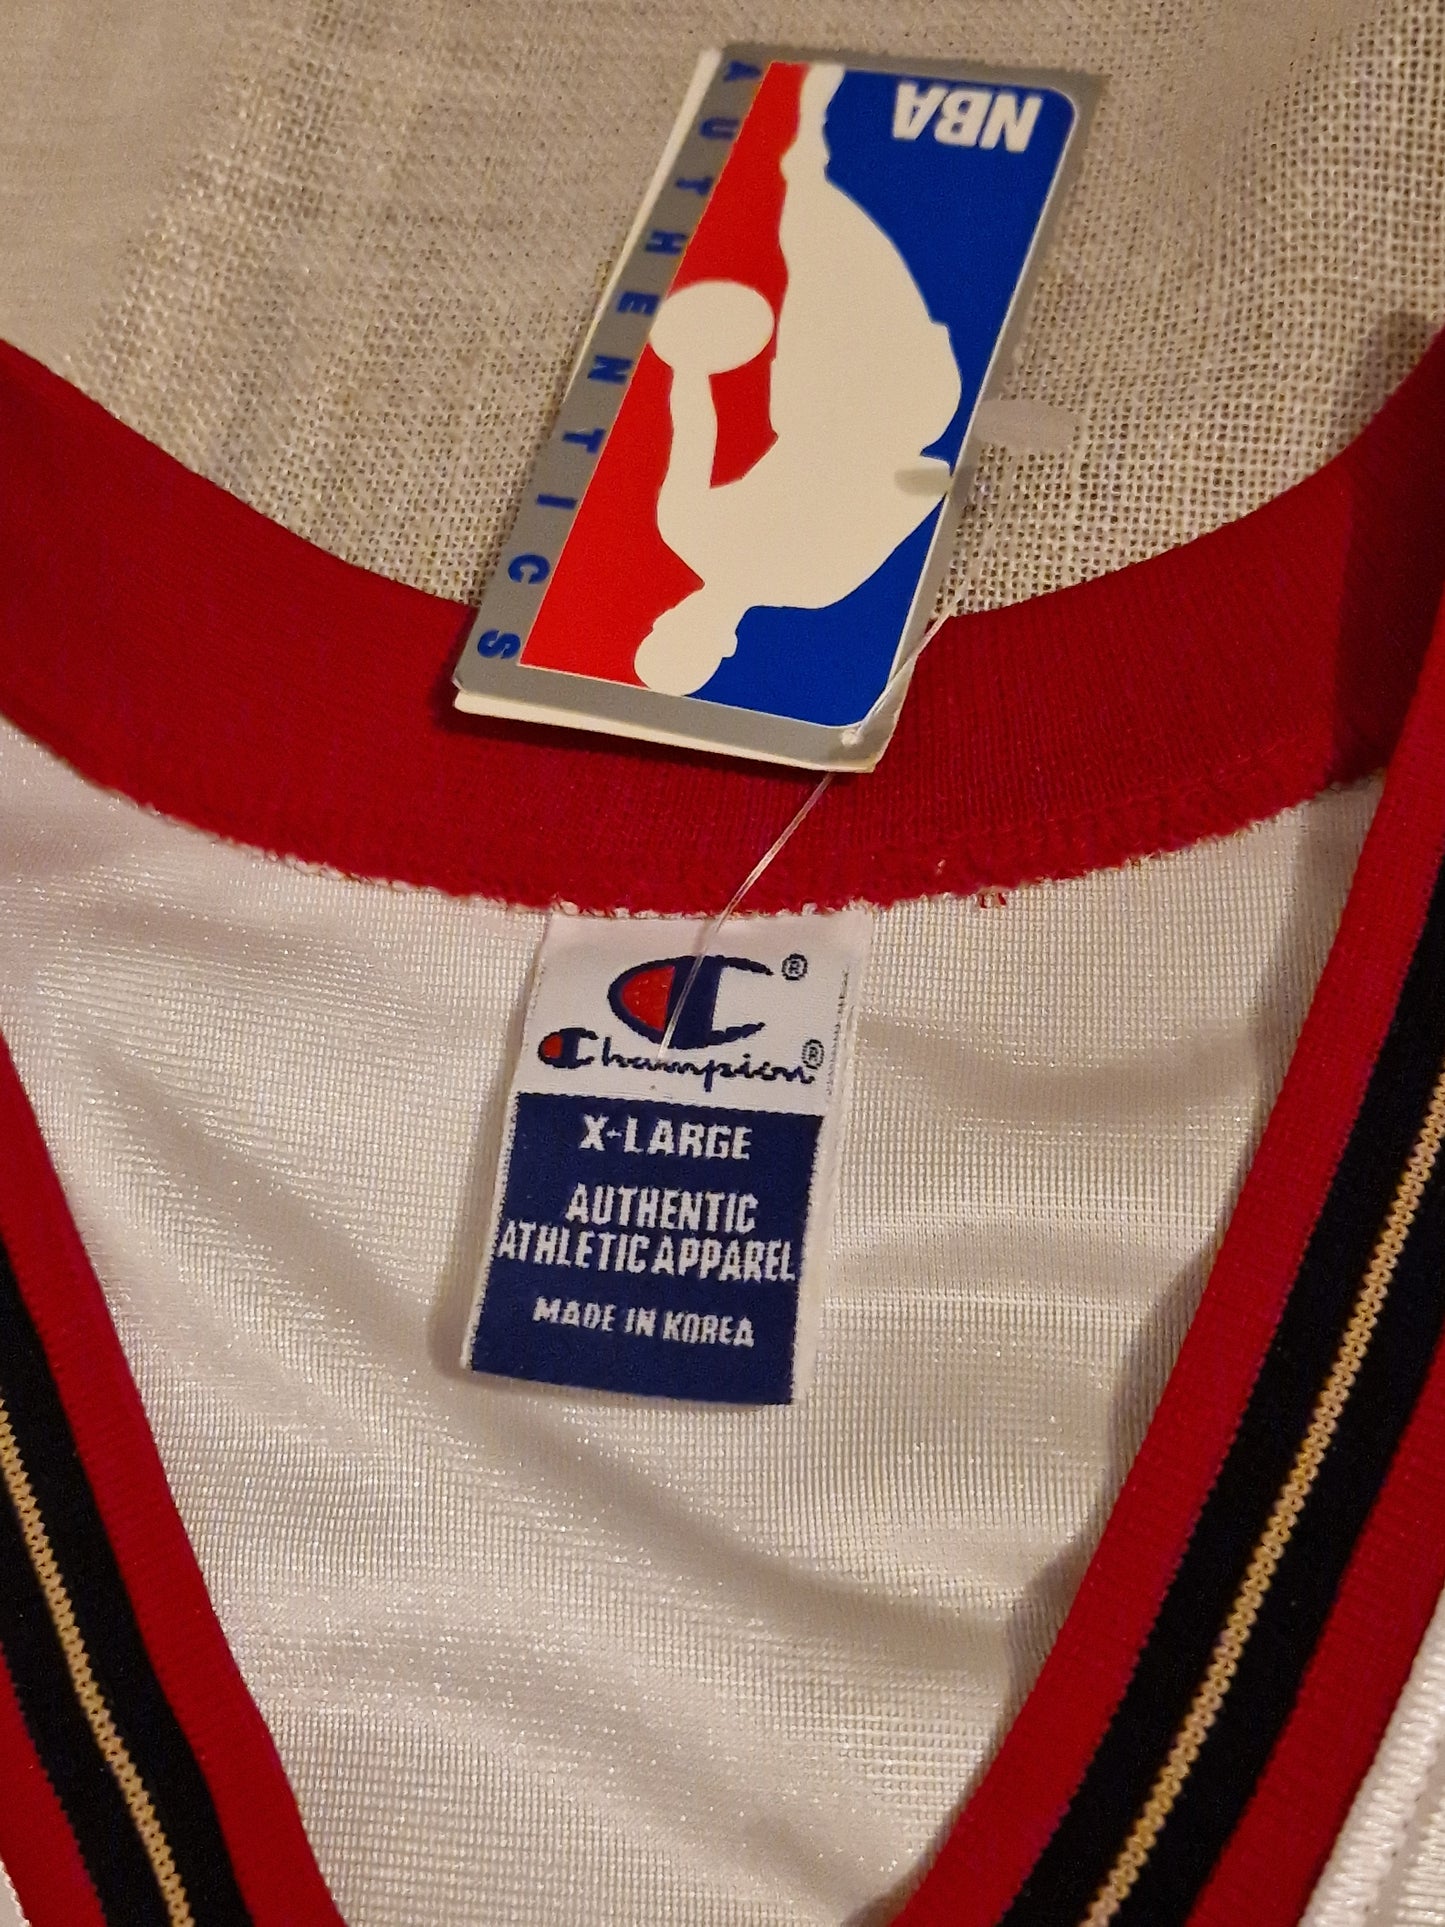 NBA
AUTHENTICS
®
Champion®
X-LARGE
AUTHENTIC
ATHLETIC APPAREL
MADE IN KOREA